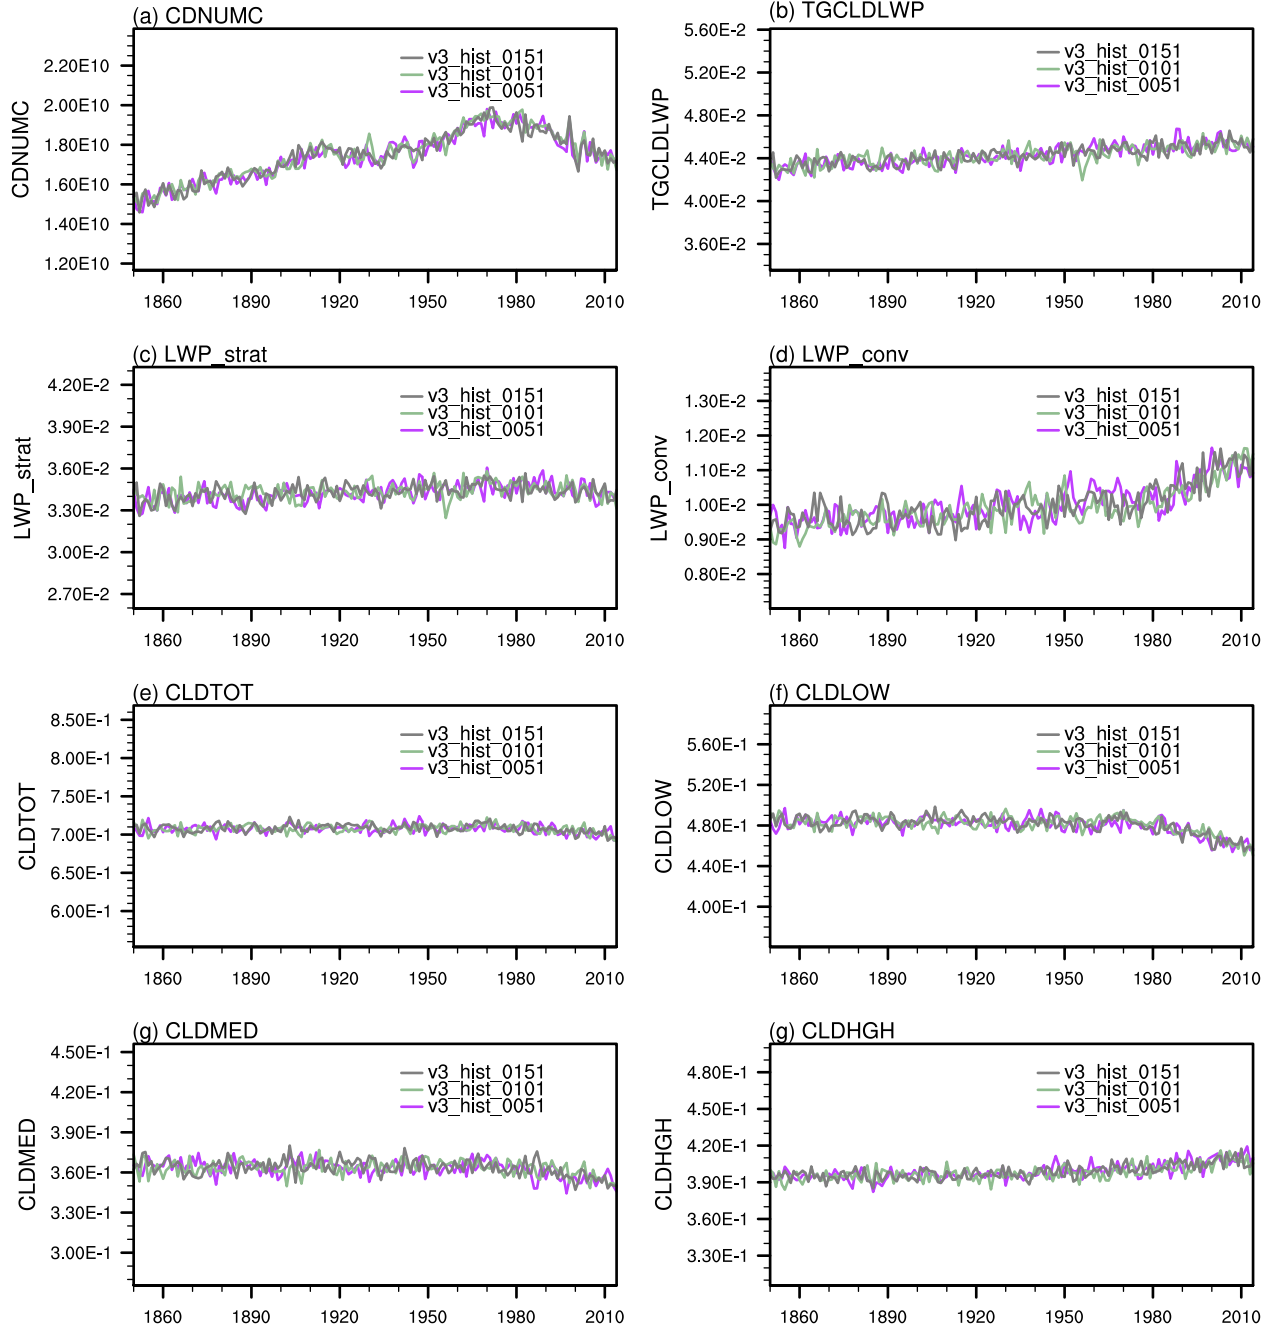 (a) CDNUMC
CDNUMC
2.20E10
2.00E10
1.80E10
1.60E10
1.40E10
1.20E10
v3_hist_0151
v3_hist_0101
v3_hist_0051
1860 1890 1920 1950 1980 2010
(b) TGCLDLWP
TGCLDLWP
5.60E-2
5.20E-2
4.80E-2
4.40E-2
4.00E-2
3.60E-2
v3_hist_0151
v3_hist_0101
v3_hist_0051
1860 1890 1920 1950 1980 2010
(c) LWP_strat
LWP_strat
4.20E-2
3.90E-2
3.60E-2
3.30E-2
3.00E-2
2.70E-2
v3_hist_0151
v3_hist_0101
v3_hist_0051
1860 1890 1920 1950 1980 2010
(d) LWP_conv
LWP_conv
1.30E-2
1.20E-2
1.10E-2
1.00E-2
0.90E-2
0.80E-2
v3_hist_0151
v3_hist_0101
v3_hist_0051
1860 1890 1920 1950 1980 2010
(e) CLDTOT
CLDTOT
8.50E-1
8.00E-1
7.50E-1
7.00E-1
6.50E-1
6.00E-1
v3_hist_0151
v3_hist_0101
v3_hist_0051
1860 1890 1920 1950 1980 2010
(f) CLDLOW
CLDLOW
5.60E-1
5.20E-1
4.80E-1
4.40E-1
4.00E-1
v3_hist_0151
v3_hist_0101
v3_hist_0051
1860 1890 1920 1950 1980 2010
(g) CLDMED
CLDMED
4.50E-1
4.20E-1
3.90E-1
3.60E-1
3.30E-1
3.00E-1
v3_hist_0151
v3_hist_0101
v3_hist_0051
1860 1890 1920 1950 1980 2010
(g) CLDHGH
CLDHGH
4.80E-1
4.50E-1
4.20E-1
3.90E-1
3.60E-1
3.30E-1
v3_hist_0151
v3_hist_0101
v3_hist_0051
1860 1890 1920 1950 1980 2010